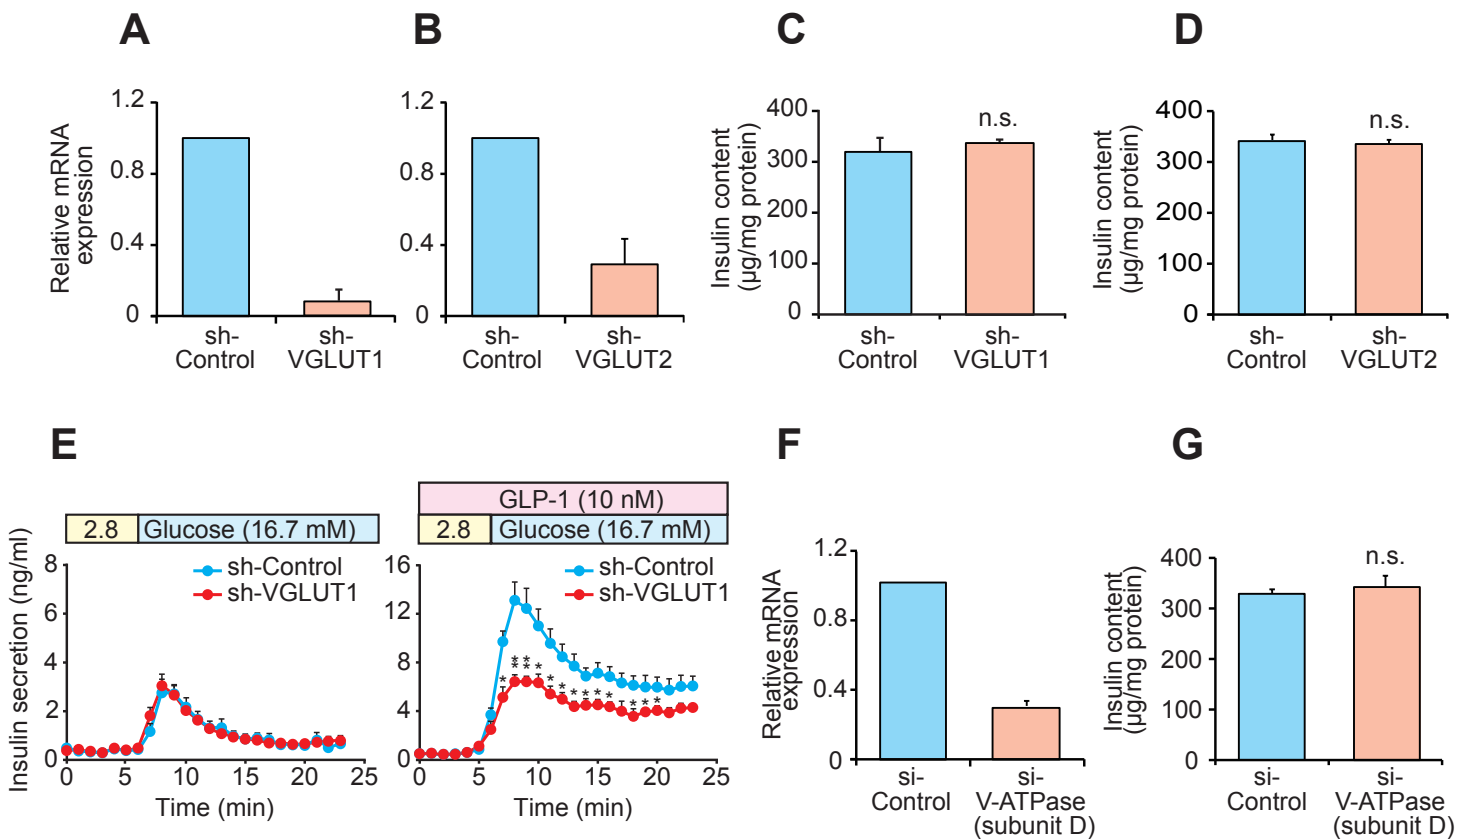 A
B
C
D
Relative mRNA
expression
1.2
0.8
0.4
0
sh-
Control
sh-
VGLUT1
1.2
0.8
0.4
0
sh-
Control
sh-
VGLUT2
Insulin content
(µg/mg protein)
400
300
200
100
0
n.s.
sh-
Control
sh-
VGLUT1
Insulin content
(µg/mg protein)
400
300
200
100
0
n.s.
sh-
Control
sh-
VGLUT2
E
F
G
2.8
Glucose (16.7 mM)
Insulin secretion (ng/ml)
8
6
4
2
0
sh-Control
sh-VGLUT1
0
5
10
15
20
25
Time (min)
GLP-1 (10 nM)
2.8
Glucose (16.7 mM)
16
12
8
4
0
sh-Control
sh-VGLUT1
* ** ** * * * * * * * * * *
0
5
10
15
20
25
Time (min)
Relative mRNA
expression
1.2
0.8
0.4
0
si-
Control
si-
V-ATPase
(subunit D)
Insulin content
(µg/mg protein)
400
300
200
100
0
n.s.
si-
Control
si-
V-ATPase
(subunit D)